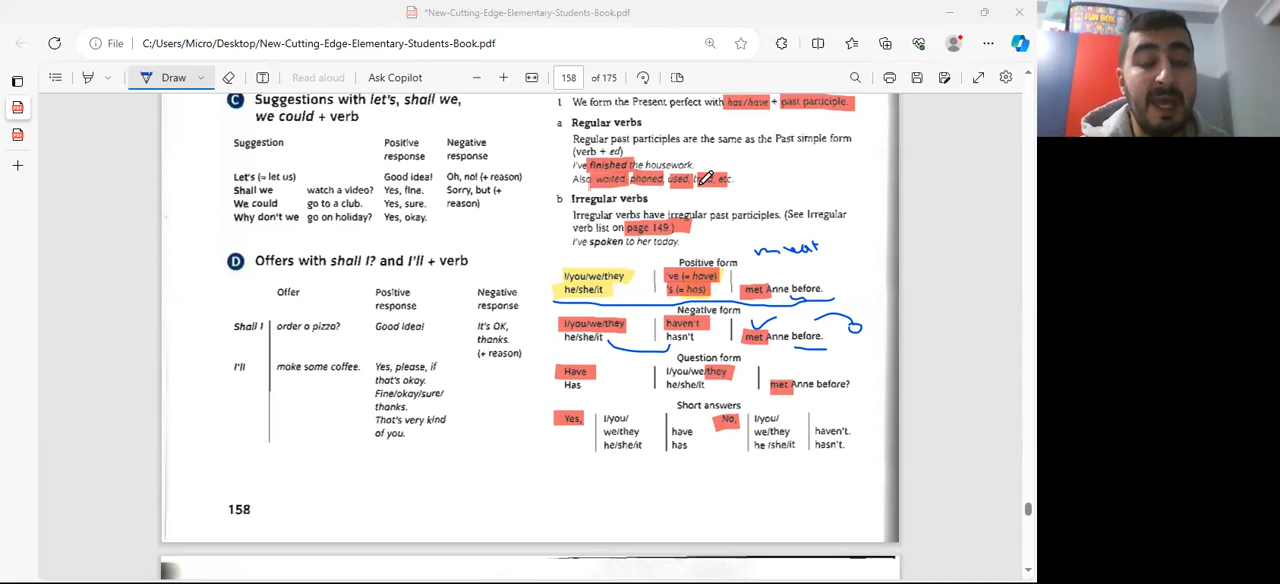 *New-Cutting-Edge-Elementary-Students-Book.pdf
File C:/Users/Micro/Desktop/New-Cutting-Edge-Elementary-Students-Book.pdf
Draw Read aloud Ask Copilot 158 of 175
FUN BOX
C Suggestions with let's, shall we,
we could + verb
Suggestion Positive response Negative response
Let's (= let us) Good idea! Oh, no! (+ reason)
Shall we watch a video? Yes, fine. Sorry, but (+
We could go to a club. Yes, sure. reason)
Why don't we go on holiday? Yes, okay.
D Offers with shall I? and I'll + verb
Offer Positive response Negative response
Shall I order a pizza? Good idea! It's OK,
thanks.
(+ reason)
I'll make some coffee. Yes, please, if
that's okay.
Fine/okay/sure/
thanks.
That's very kind
of you.
158
1 We form the Present perfect with has/have + past participle.
a Regular verbs
Regular past participles are the same as the Past simple form
(verb + ed)
I've finished the housework.
Also waited, phoned, used, etc.
b Irregular verbs
Irregular verbs have irregular past participles. (See Irregular
verb list on page 149.)
I've spoken to her today.
Positive form
I/you/we/they 've (= have)
he/she/it 's (= has) met Anne before.
Negative form
I/you/we/they haven't
he/she/it hasn't met Anne before.
Question form
Have I/you/we/they
Has he/she/it met Anne before?
Short answers
Yes, I/you/ No, I/you/
we/they have we/they haven't.
he/she/it has he/she/it hasn't.